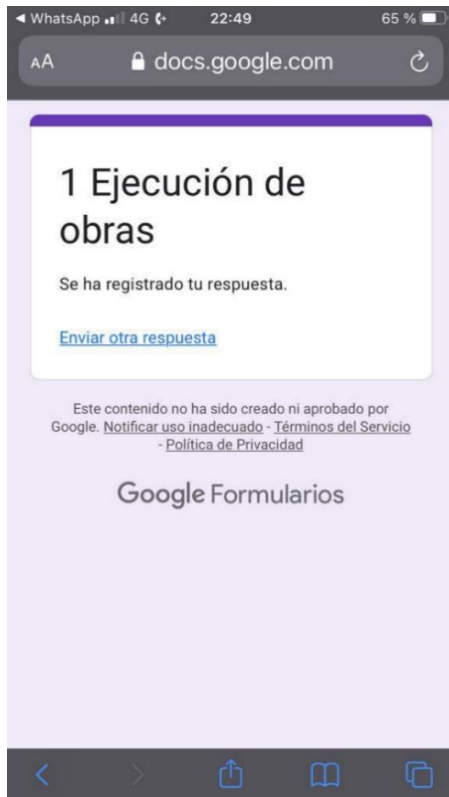 WhatsApp 4G 22:49 65 %
AA docs.google.com
1 Ejecución de
obras
Se ha registrado tu respuesta.
Enviar otra respuesta
Este contenido no ha sido creado ni aprobado por
Google. Notificar uso inadecuado - Términos del Servicio
- Política de Privacidad
Google Formularios